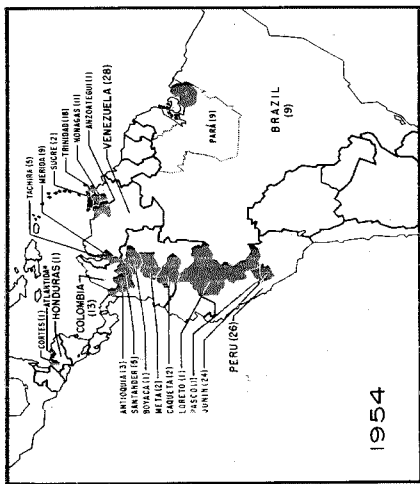 TACHIRA (5)
MERIDA (9)
SUCRE (2)
TRINIDAD (18)
MONAGAS (1)
ANZOATEGUI (1)
VENEZUELA (28)
CORTES (1)
ATLANTIDA
HONDURAS (1)
COLOMBIA
(13)
PARÁ (9)
BRAZIL
(9)
ANTIOQUIA (3)
SANTANDER (5)
BOYACA (1)
META (2)
CAQUETA (2)
LORETO (1)
PASCO (1)
JUNIN (24)
PERU (26)
1954